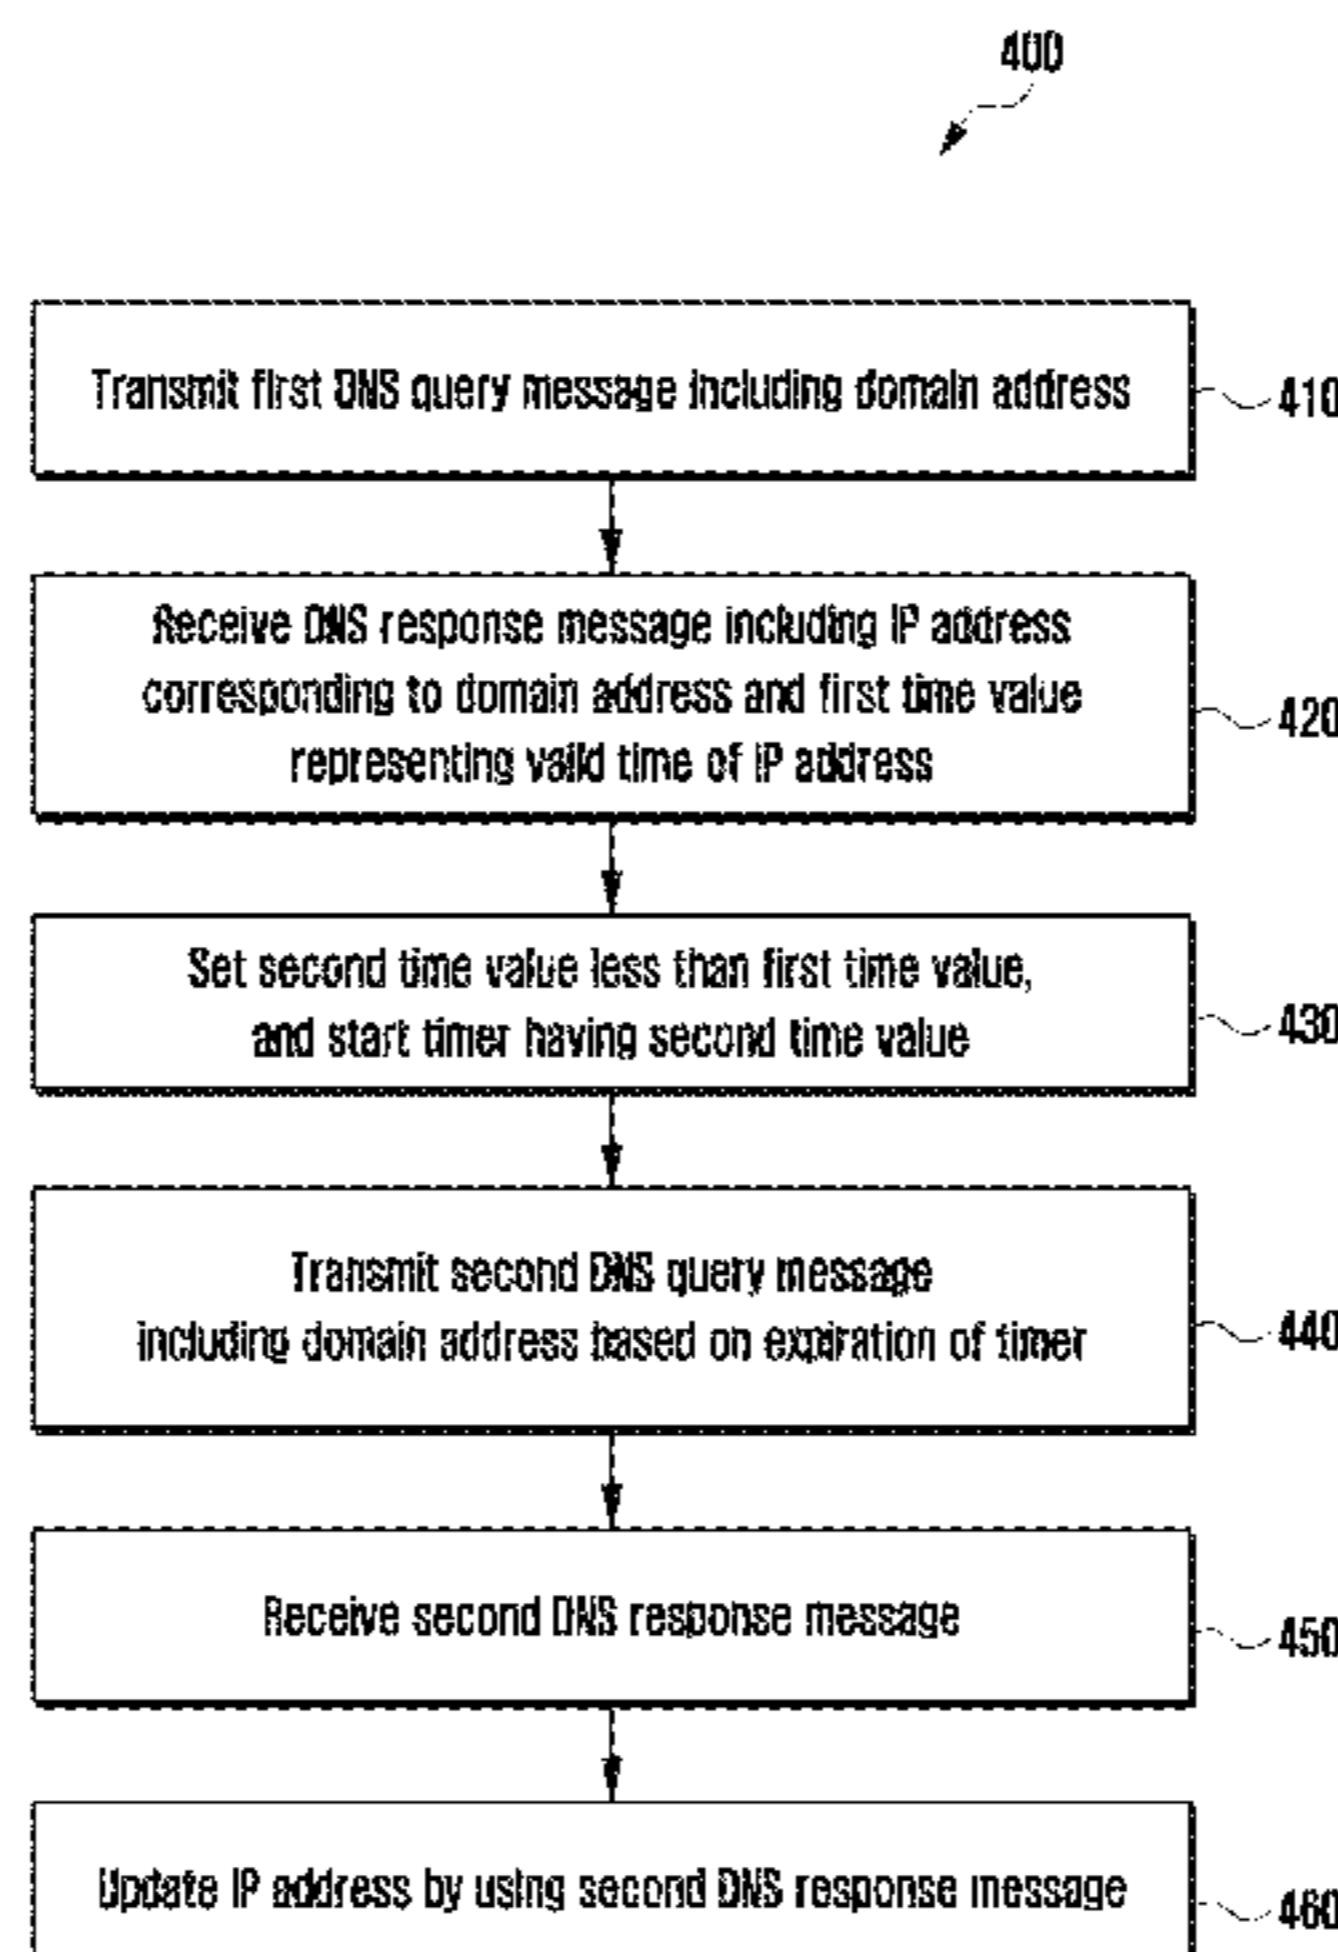 400
Transmit first DNS query message including domain address
410
Receive DNS response message including IP address
corresponding to domain address and first time value
representing valid time of IP address
420
Set second time value less than first time value,
and start timer having second time value
430
Transmit second DNS query message
including domain address based on expiration of timer
440
Receive second DNS response message
450
Update IP address by using second DNS response message
460